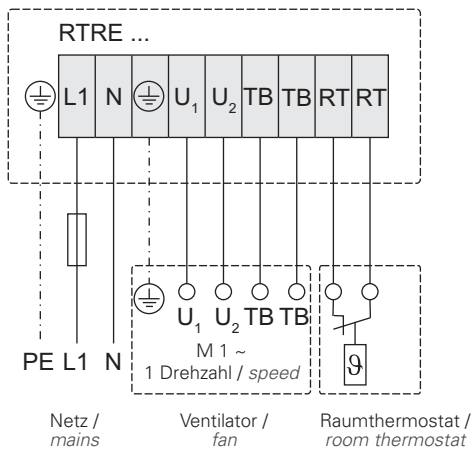 RTRE ...
L1 N U1 U2 TB TB RT RT
U1 U2 TB TB
M 1 ~
PE L1 N 1 Drehzahl / speed ϑ
Netz / Ventilator / Raumthermostat /
mains fan room thermostat